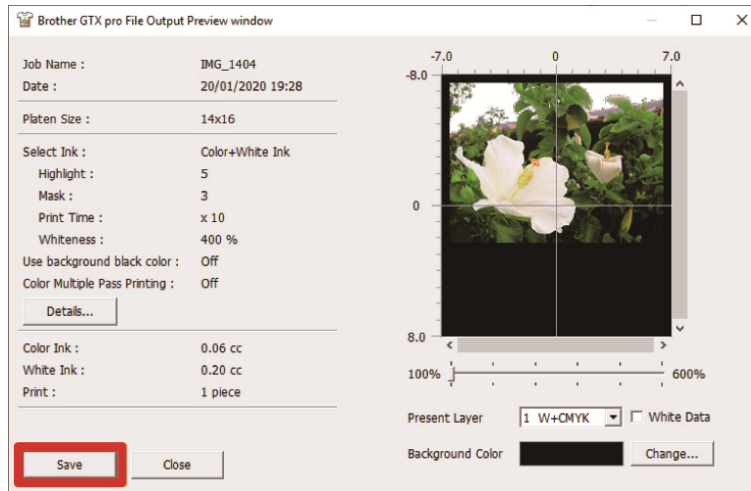 Brother GTX pro File Output Preview window
Job Name : IMG_1404
Date : 20/01/2020 19:28
Platen Size : 14x16
Select Ink : Color+White Ink
Highlight : 5
Mask : 3
Print Time : x 10
Whiteness : 400 %
Use background black color : Off
Color Multiple Pass Printing : Off
Details...
Color Ink : 0.06 cc
White Ink : 0.20 cc
Print : 1 piece
Save Close
-7.0 0 7.0
-8.0
0
8.0
100% 600%
Present Layer 1 W+CMYK White Data
Background Color Change...